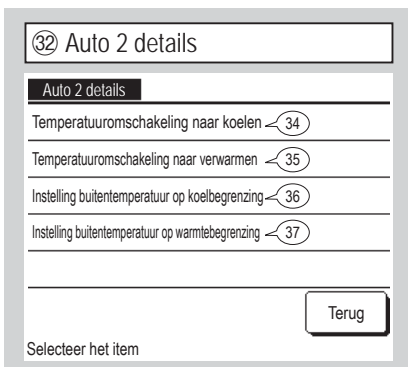 ㉜ Auto 2 details
Auto 2 details
Temperatuuromschakeling naar koelen 34
Temperatuuromschakeling naar verwarmen 35
Instelling buitentemperatuur op koelbegrenzing 36
Instelling buitentemperatuur op warmtebegrenzing 37
Terug
Selecteer het item